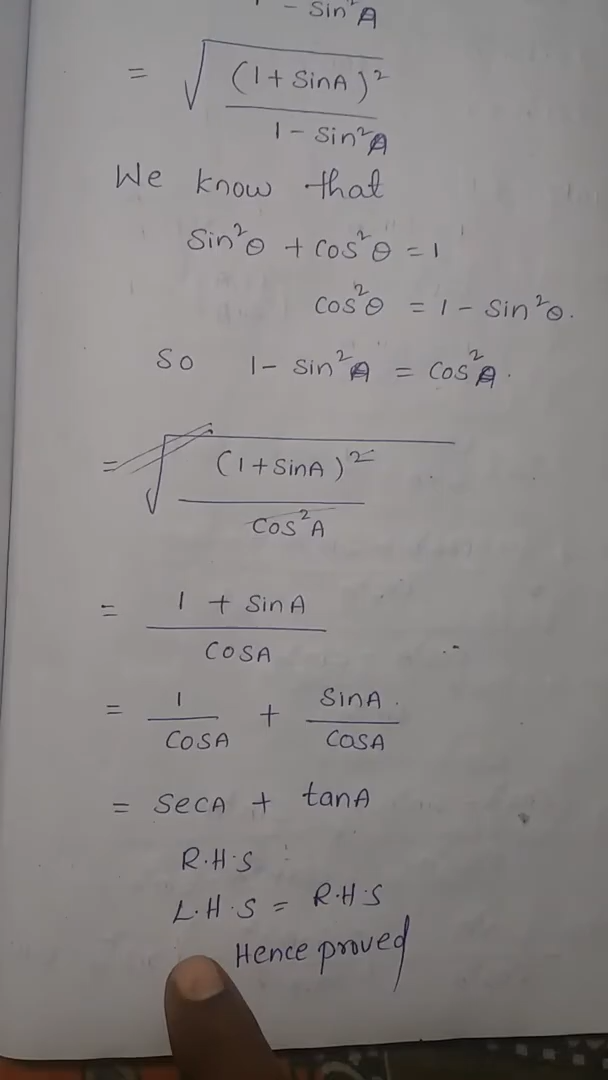 1 - Sin²A
= √((1 + SinA)² / (1 - Sin²A))
We know that
Sin²θ + Cos²θ = 1
Cos²θ = 1 - Sin²θ.
So 1 - Sin²A = Cos²A.
= √((1 + SinA)² / Cos²A)
= (1 + SinA) / CosA
= 1/CosA + SinA/CosA.
= SecA + tanA
R.H.S
L.H.S = R.H.S
Hence proved